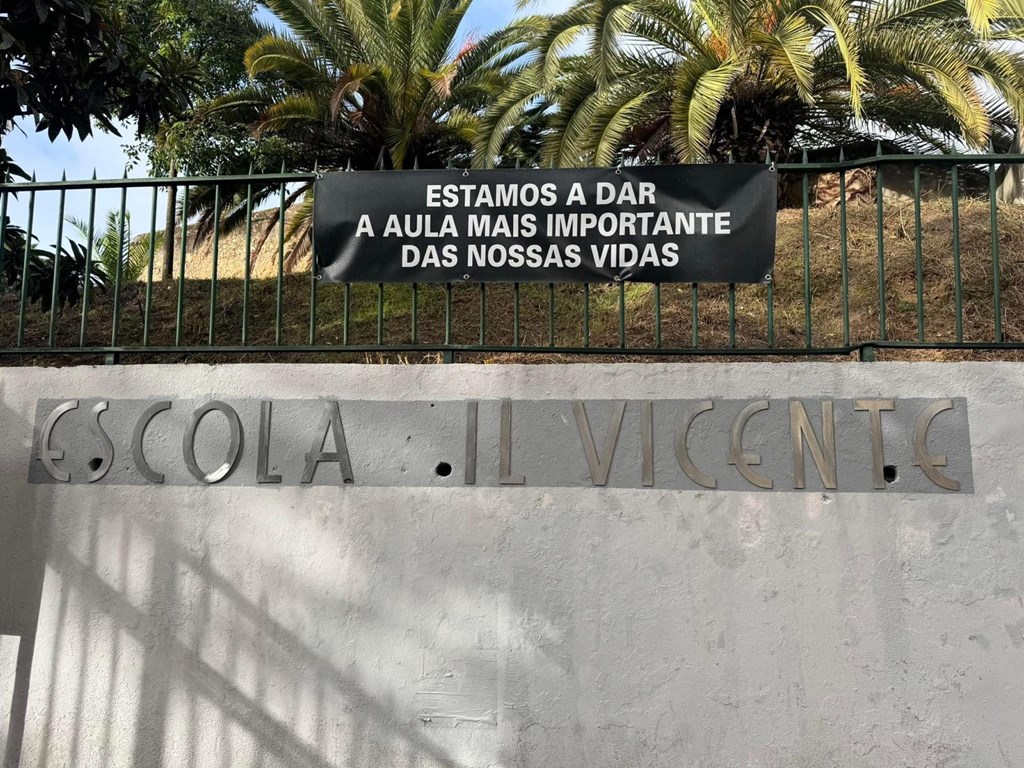 ESTAMOS A DAR
A AULA MAIS IMPORTANTE
DAS NOSSAS VIDAS
ESCOLA IL VICENTE